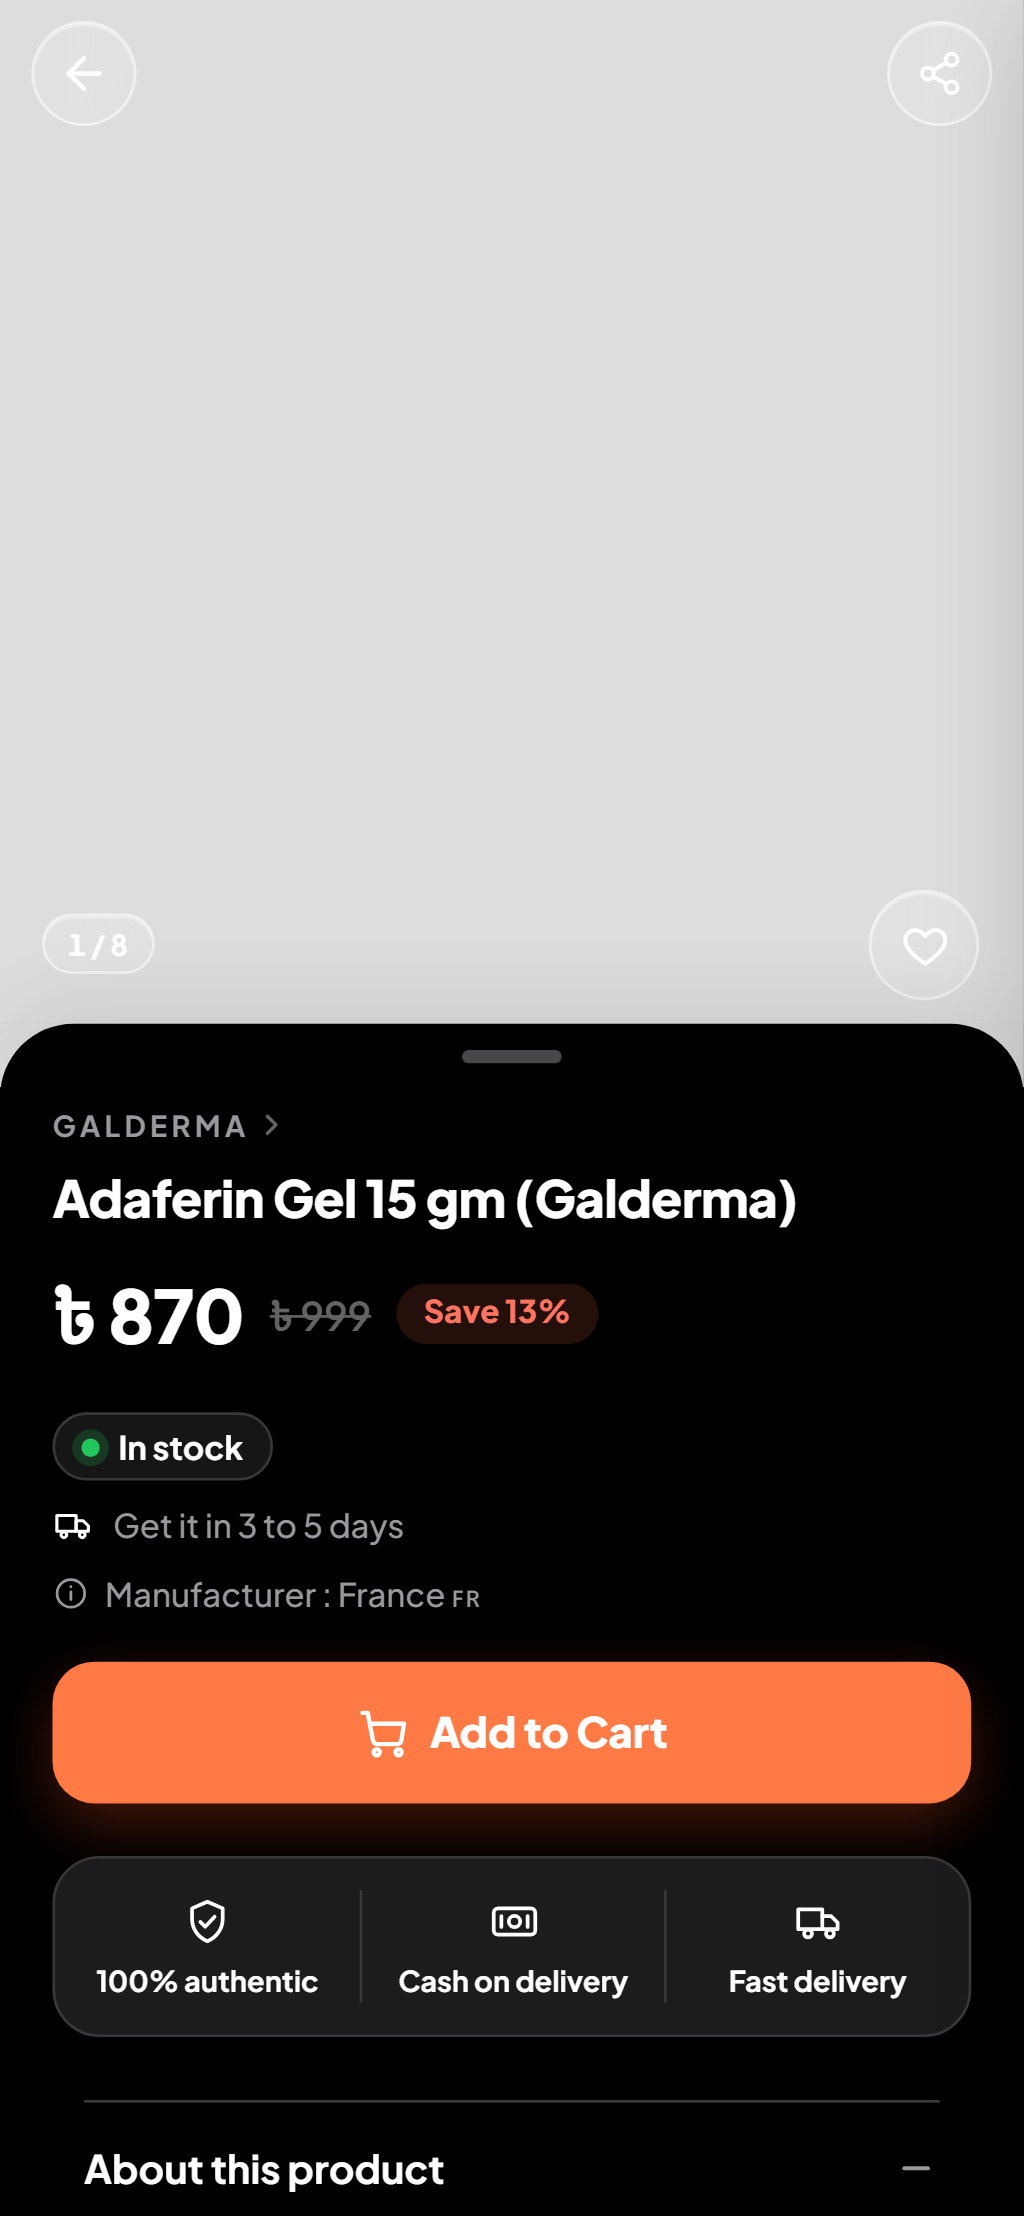 1/8
GALDERMA
Adaferin Gel 15 gm (Galderma)
৳ 870 ৳ 999 Save 13%
In stock
Get it in 3 to 5 days
Manufacturer : France FR
Add to Cart
100% authentic Cash on delivery Fast delivery
About this product